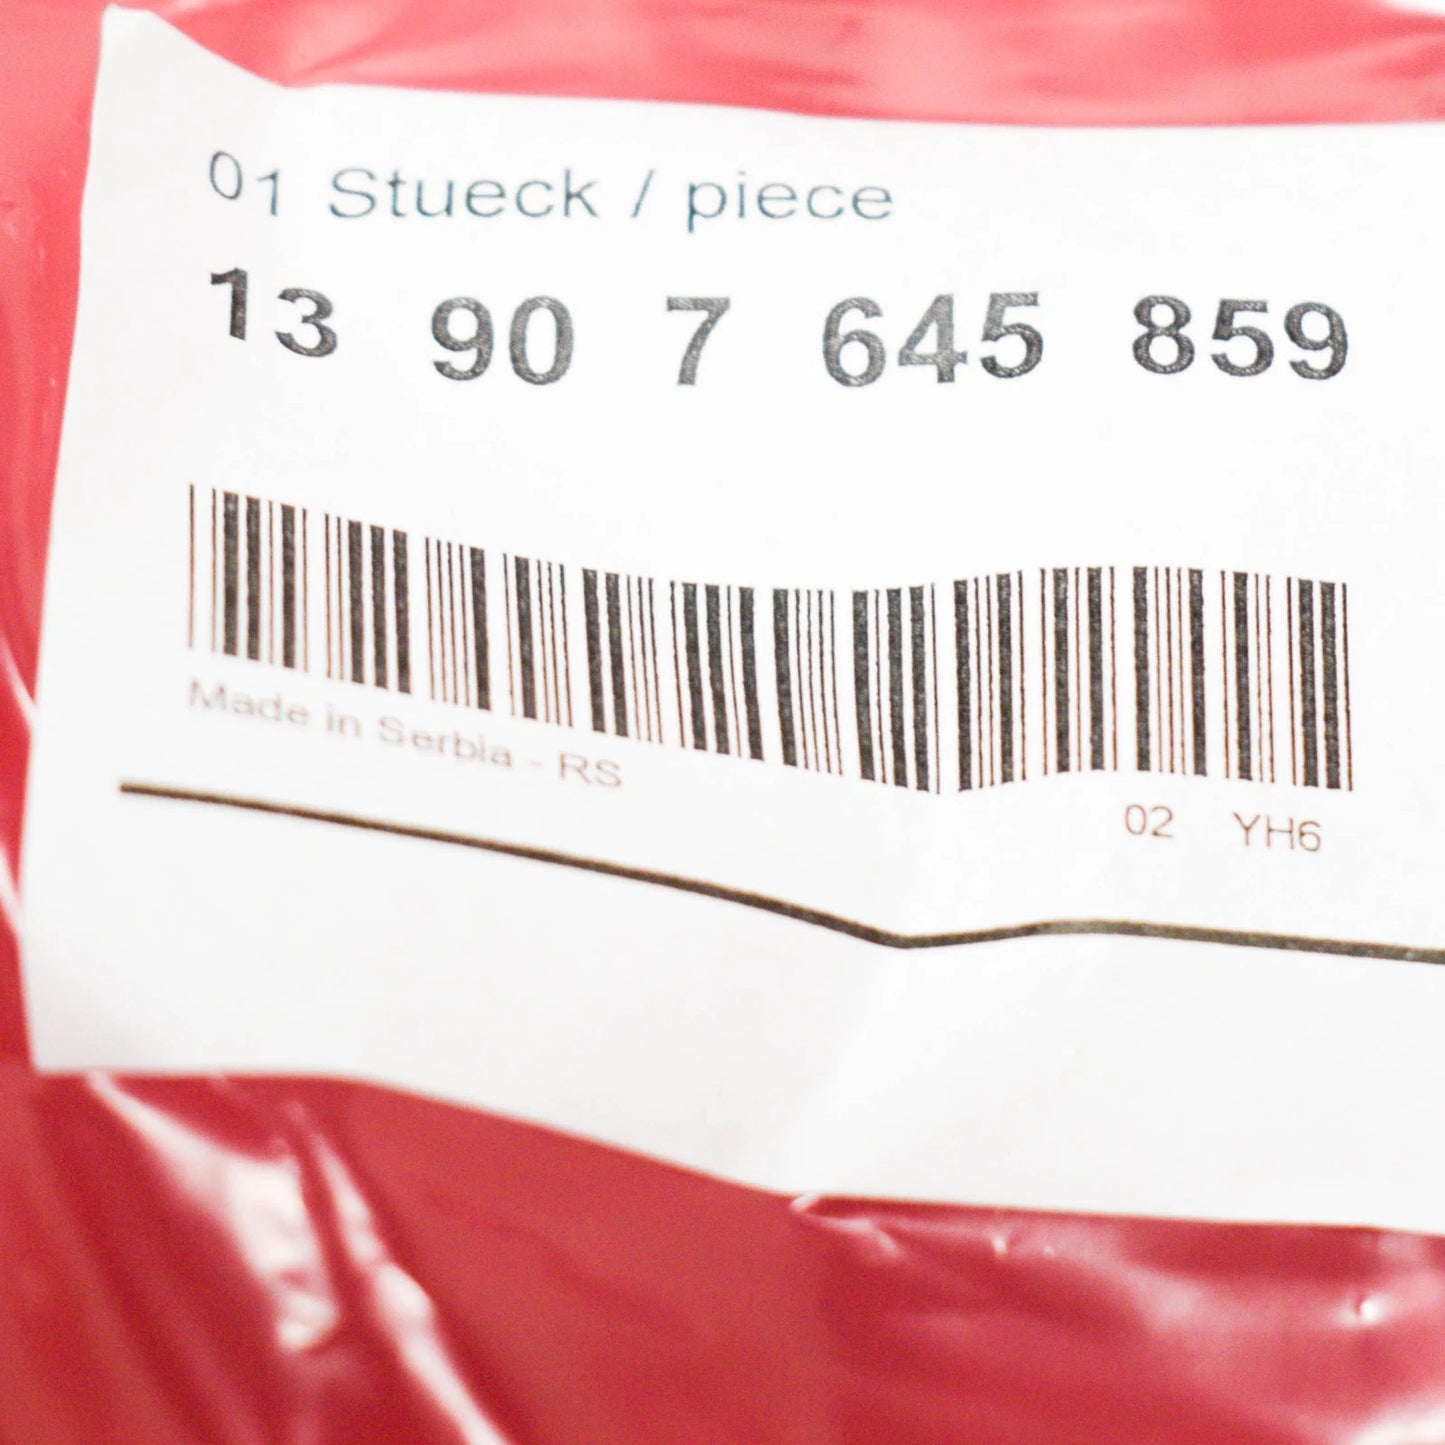 01 Stueck / piece
13 90 7 645 859
Made in Serbia - RS
02 YH6